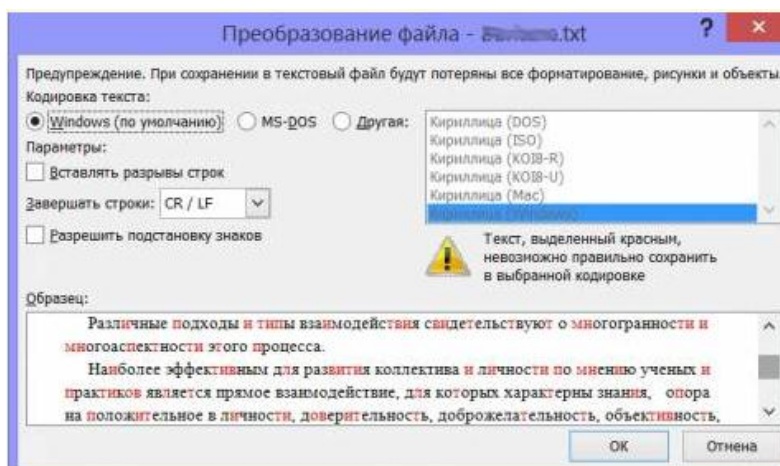 Преобразование файла - .txt
?
Предупреждение. При сохранении в текстовый файл будут потеряны все форматирование, рисунки и объекты
Кодировка текста:
Windows (по умолчанию) MS-DOS Другая:
Кириллица (DOS)
Кириллица (ISO)
Кириллица (KOI8-R)
Кириллица (KOI8-U)
Кириллица (Mac)
Кириллица (Windows)
Параметры:
Вставлять разрывы строк
Завершать строки: CR / LF
Разрешить подстановку знаков
Текст, выделенный красным,
невозможно правильно сохранить
в выбранной кодировке
Образец:
Различные подходы и типы взаимодействия свидетельствуют о многогранности и
многоаспектности этого процесса.
Наиболее эффективным для развития коллектива и личности по мнению ученых и
практиков является прямое взаимодействие, для которых характерны знания, опора
на положительное в личности, доверительность, доброжелательность, объективность,
ОК Отмена